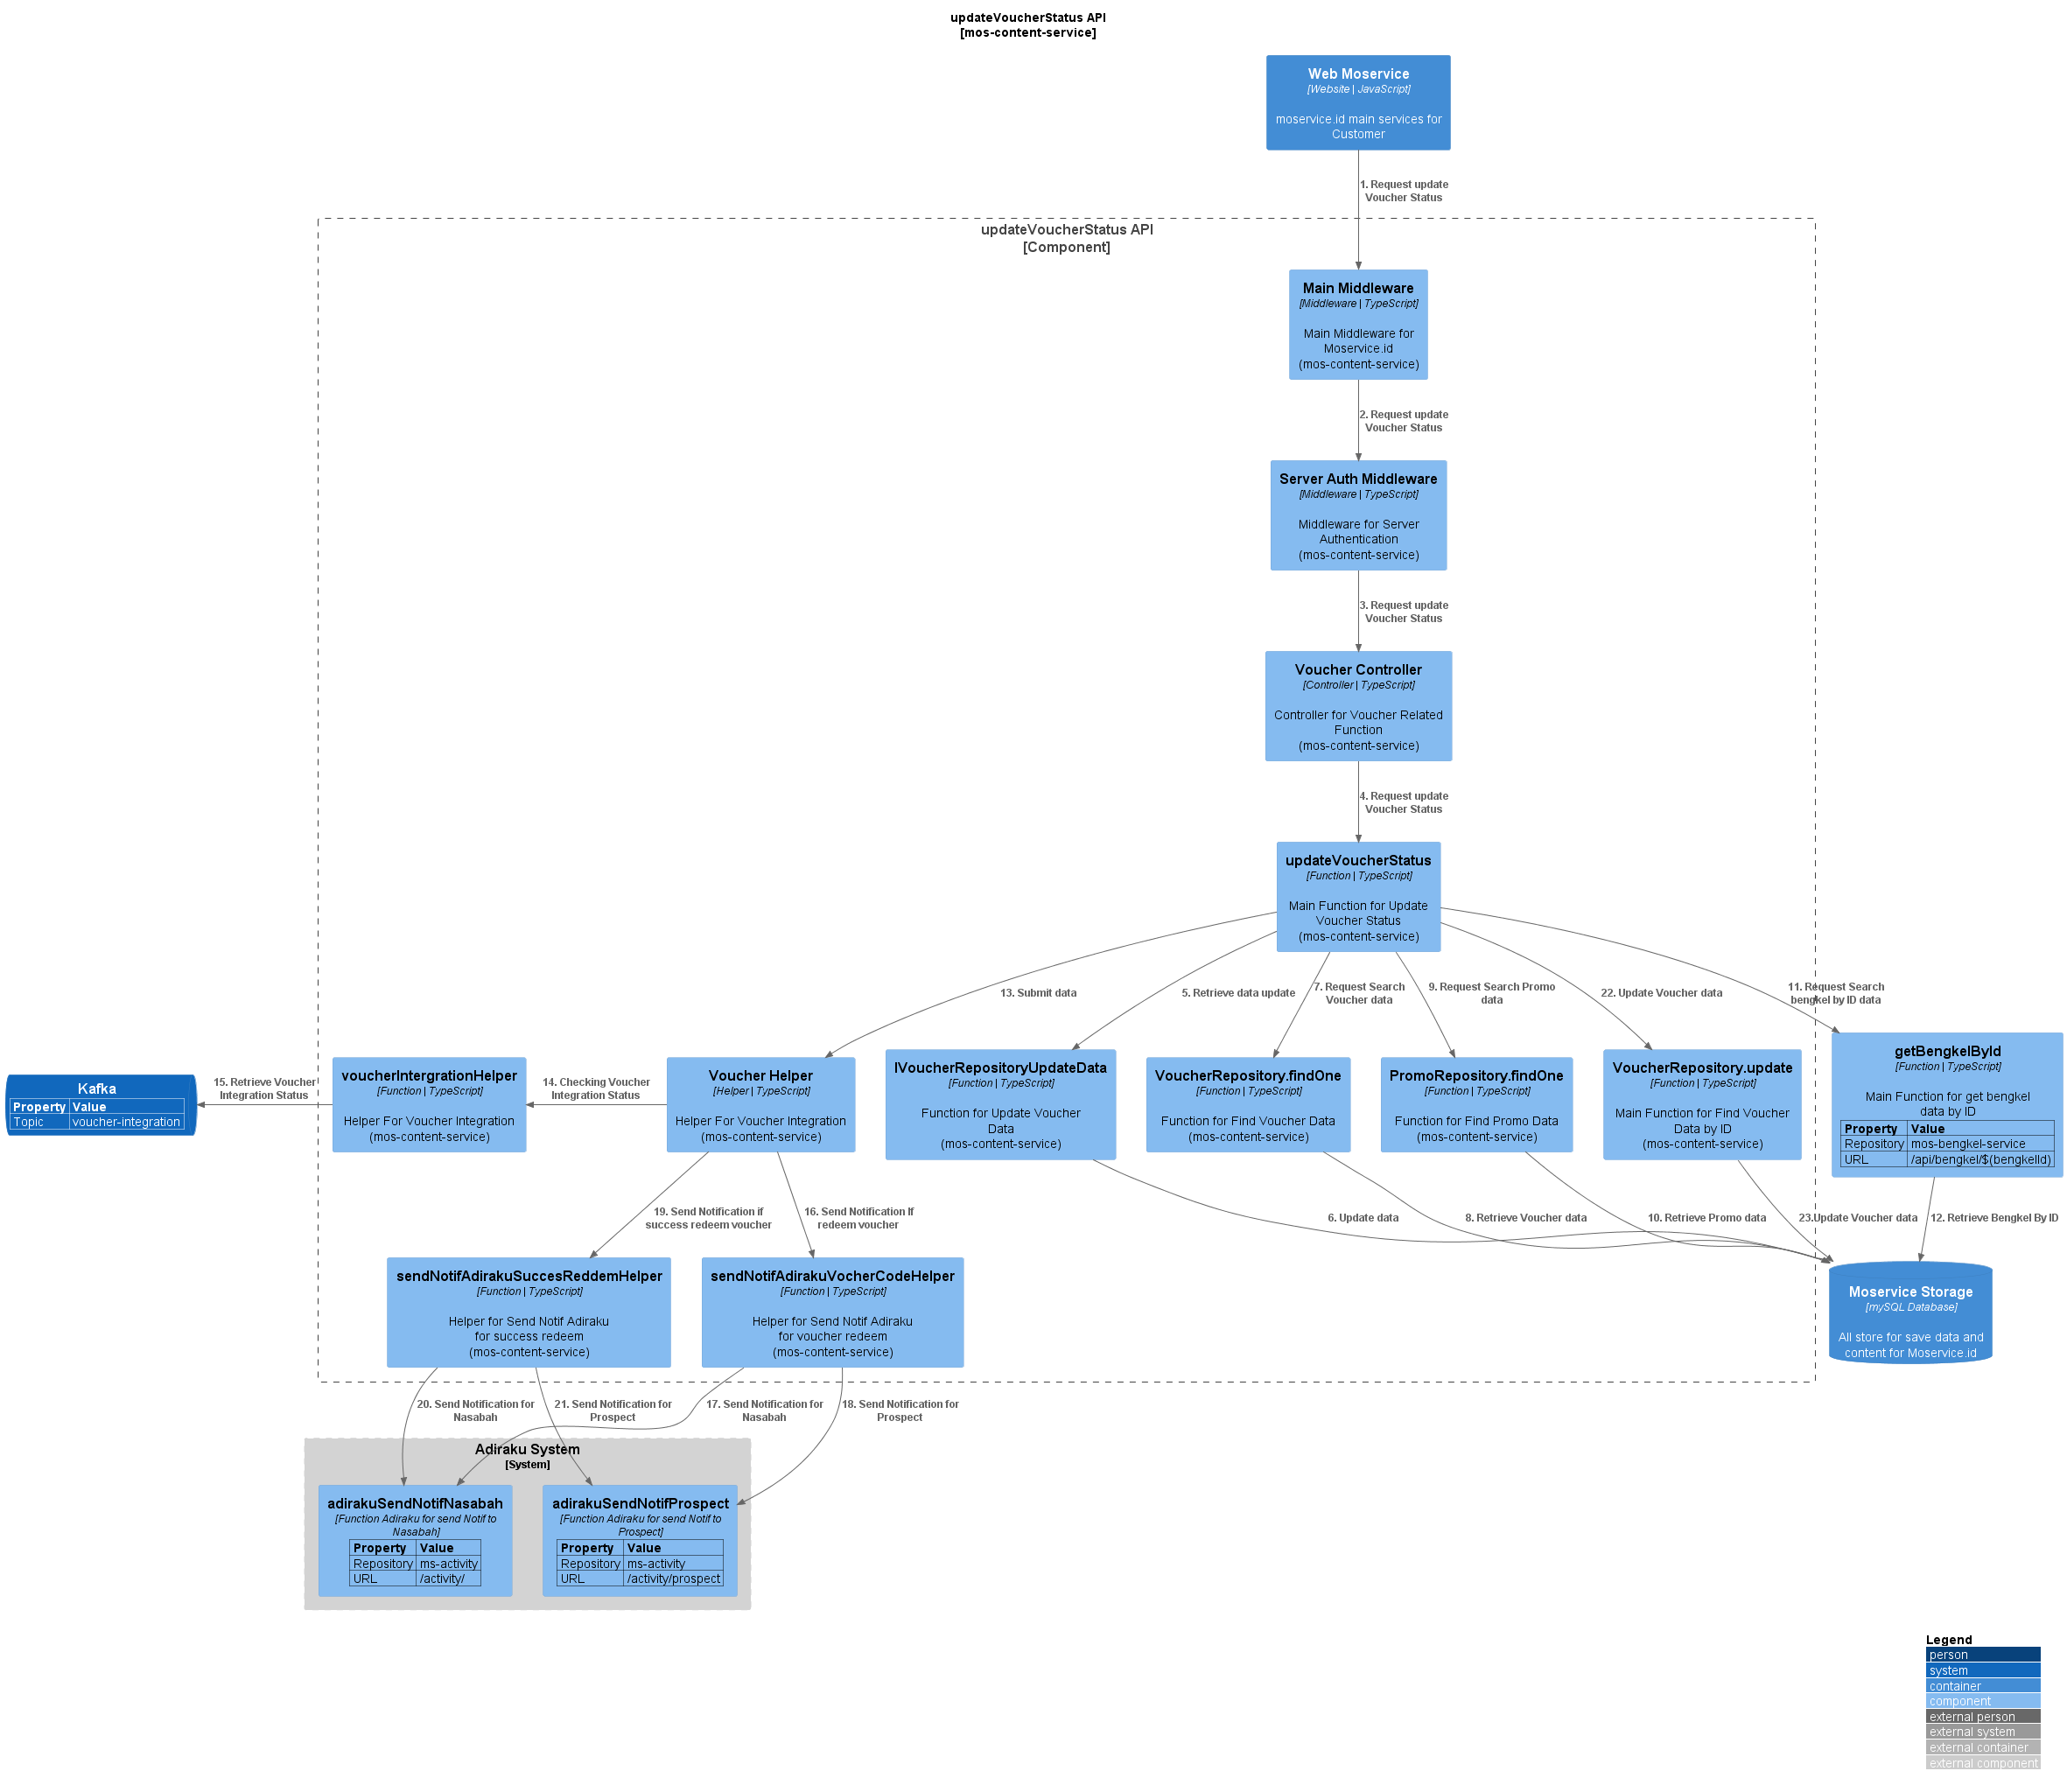 updateVoucherStatus API
[mos-content-service]
Web Moservice
[Website | JavaScript]
moservice.id main services for
Customer
1. Request update
Voucher Status
updateVoucherStatus API
[Component]
Main Middleware
[Middleware | TypeScript]
Main Middleware for
Moservice.id
(mos-content-service)
2. Request update
Voucher Status
Server Auth Middleware
[Middleware | TypeScript]
Middleware for Server
Authentication
(mos-content-service)
3. Request update
Voucher Status
Voucher Controller
[Controller | TypeScript]
Controller for Voucher Related
Function
(mos-content-service)
4. Request update
Voucher Status
updateVoucherStatus
[Function | TypeScript]
Main Function for Update
Voucher Status
(mos-content-service)
13. Submit data
5. Retrieve data update
7. Request Search
Voucher data
9. Request Search Promo
data
22. Update Voucher data
11. Request Search
bengkel by ID data
Kafka
Property Value
Topic voucher-integration
15. Retrieve Voucher
Integration Status
voucherIntergrationHelper
[Function | TypeScript]
Helper For Voucher Integration
(mos-content-service)
14. Checking Voucher
Integration Status
Voucher Helper
[Helper | TypeScript]
Helper For Voucher Integration
(mos-content-service)
IVoucherRepositoryUpdateData
[Function | TypeScript]
Function for Update Voucher
Data
(mos-content-service)
VoucherRepository.findOne
[Function | TypeScript]
Function for Find Voucher Data
(mos-content-service)
PromoRepository.findOne
[Function | TypeScript]
Function for Find Promo Data
(mos-content-service)
VoucherRepository.update
[Function | TypeScript]
Main Function for Find Voucher
Data by ID
(mos-content-service)
getBengkelById
[Function | TypeScript]
Main Function for get bengkel
data by ID
Property Value
Repository mos-bengkel-service
URL /api/bengkel/$(bengkelId)
19. Send Notification if
success redeem voucher
16. Send Notification If
redeem voucher
6. Update data
8. Retrieve Voucher data
10. Retrieve Promo data
23.Update Voucher data
12. Retrieve Bengkel By ID
sendNotifAdirakuSuccesReddemHelper
[Function | TypeScript]
Helper for Send Notif Adiraku
for success redeem
(mos-content-service)
sendNotifAdirakuVocherCodeHelper
[Function | TypeScript]
Helper for Send Notif Adiraku
for voucher redeem
(mos-content-service)
Moservice Storage
[mySQL Database]
All store for save data and
content for Moservice.id
20. Send Notification for
Nasabah
21. Send Notification for
Prospect
17. Send Notification for
Nasabah
18. Send Notification for
Prospect
Adiraku System
[System]
adirakuSendNotifNasabah
[Function Adiraku for send Notif to
Nasabah]
Property Value
Repository ms-activity
URL /activity/
adirakuSendNotifProspect
[Function Adiraku for send Notif to
Prospect]
Property Value
Repository ms-activity
URL /activity/prospect
Legend
person
system
container
component
external person
external system
external container
external component